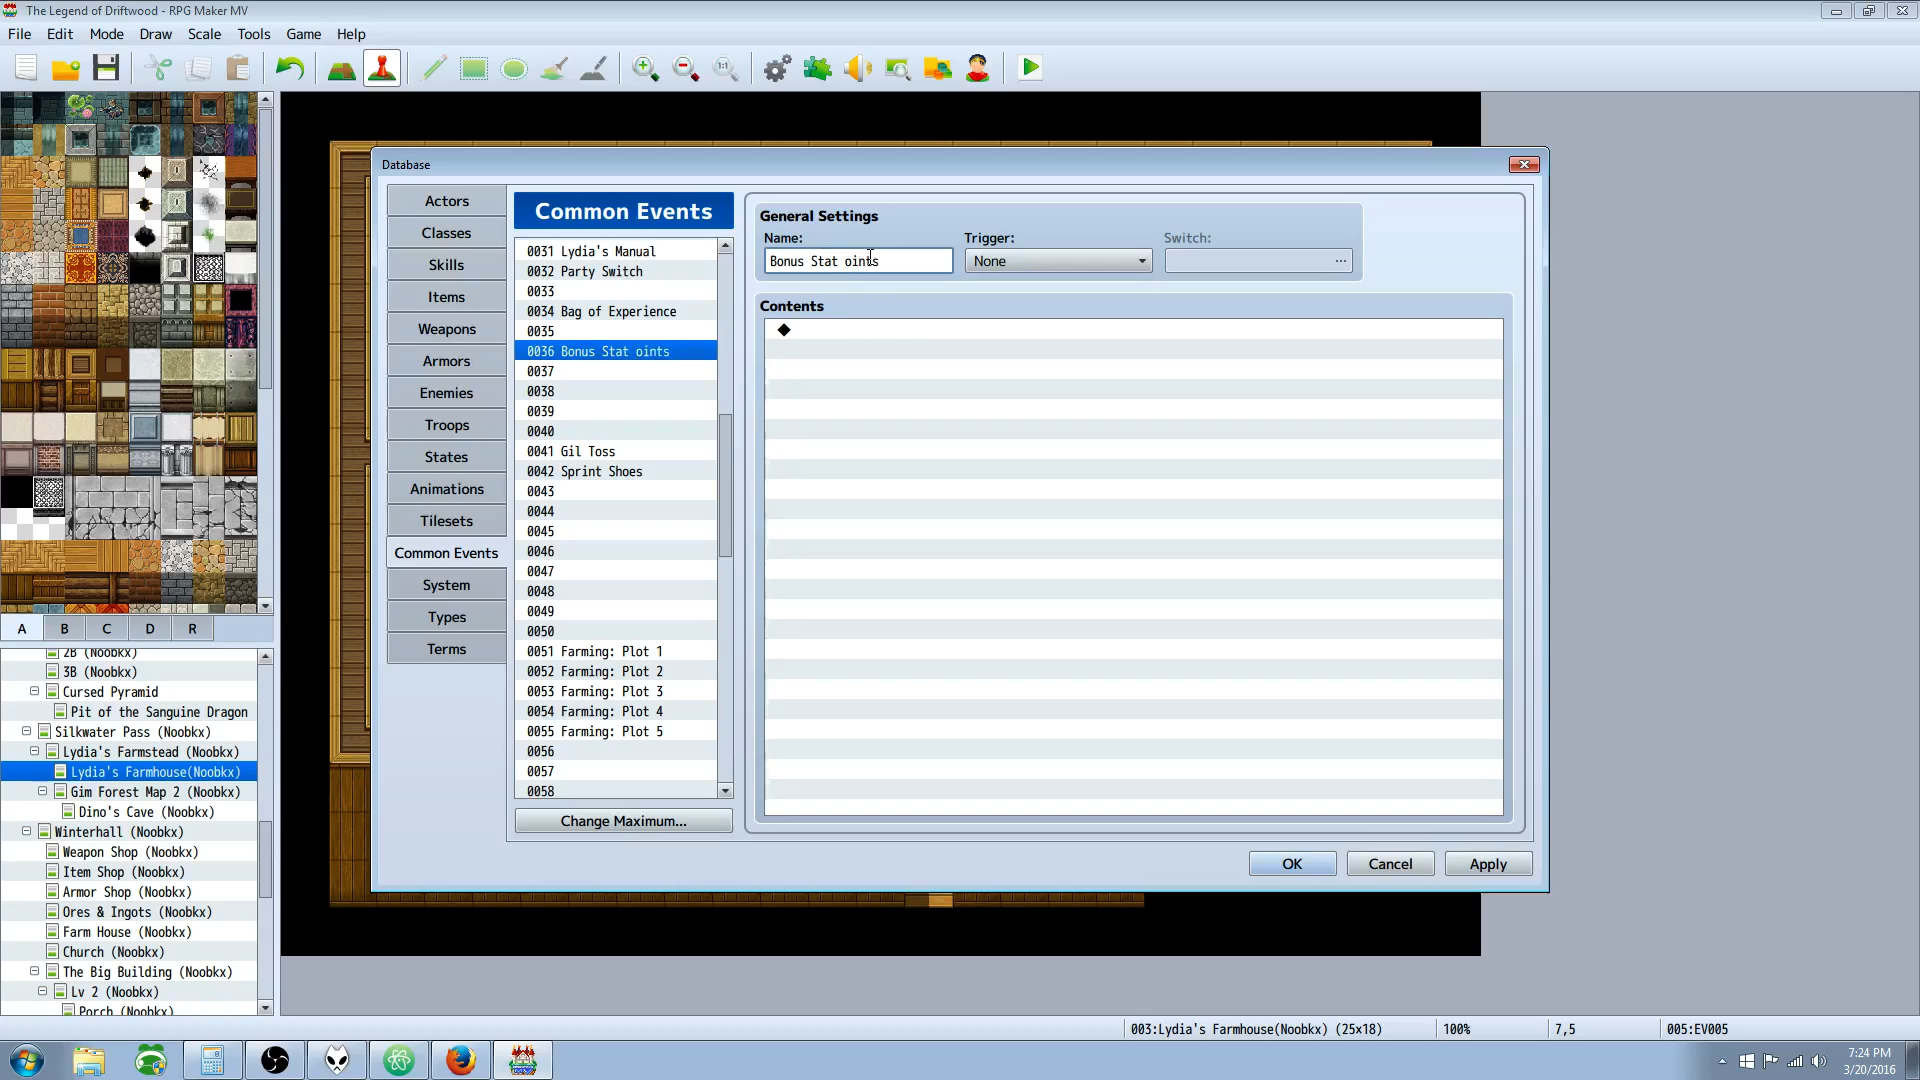 The Legend of Driftwood - RPG Maker MV
File Edit Mode Draw Scale Tools Game Help
1:1
Database
Actors
Classes
Skills
Items
Weapons
Armors
Enemies
Troops
States
Animations
Tilesets
Common Events
System
Types
Terms
Common Events
0031 Lydia's Manual
0032 Party Switch
0033
0034 Bag of Experience
0035
0036 Bonus Stat oints
0037
0038
0039
0040
0041 Gil Toss
0042 Sprint Shoes
0043
0044
0045
0046
0047
0048
0049
0050
0051 Farming: Plot 1
0052 Farming: Plot 2
0053 Farming: Plot 3
0054 Farming: Plot 4
0055 Farming: Plot 5
0056
0057
0058
Change Maximum...
General Settings
Name: Trigger: Switch:
Bonus Stat oints None ...
Contents
OK Cancel Apply
A B C D R
2B (Noobkx)
3B (Noobkx)
Cursed Pyramid
Pit of the Sanguine Dragon
Silkwater Pass (Noobkx)
Lydia's Farmstead (Noobkx)
Lydia's Farmhouse(Noobkx)
Gim Forest Map 2 (Noobkx)
Dino's Cave (Noobkx)
Winterhall (Noobkx)
Weapon Shop (Noobkx)
Item Shop (Noobkx)
Armor Shop (Noobkx)
Ores & Ingots (Noobkx)
Farm House (Noobkx)
Church (Noobkx)
The Big Building (Noobkx)
Lv 2 (Noobkx)
Porch (Noobkx)
003:Lydia's Farmhouse(Noobkx) (25x18) 100% 7,5 005:EV005
7:24 PM
3/20/2016